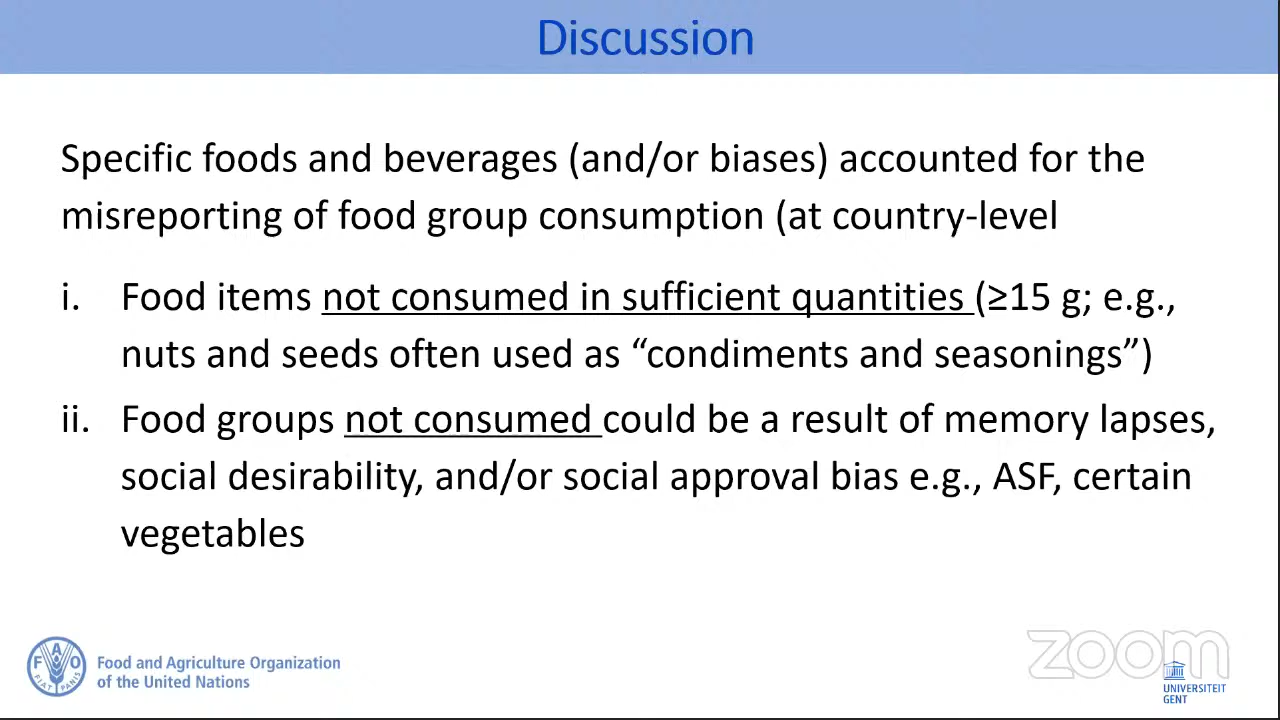 Discussion
Specific foods and beverages (and/or biases) accounted for the
misreporting of food group consumption (at country-level
i. Food items not consumed in sufficient quantities (≥15 g; e.g.,
nuts and seeds often used as “condiments and seasonings”)
ii. Food groups not consumed could be a result of memory lapses,
social desirability, and/or social approval bias e.g., ASF, certain
vegetables
F A O
FIAT PANIS
Food and Agriculture Organization
of the United Nations
zoom
UNIVERSITEIT
GENT